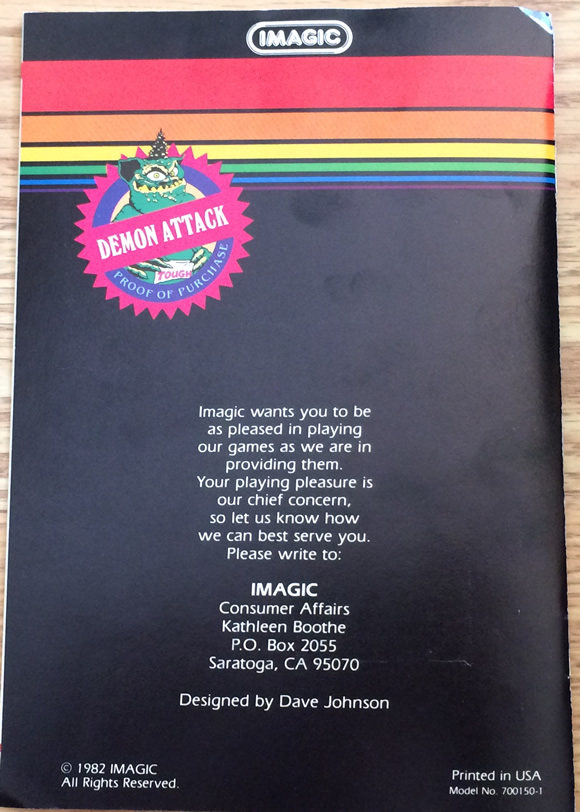 IMAGIC
DEMON ATTACK
TOUGH
PROOF OF PURCHASE
Imagic wants you to be
as pleased in playing
our games as we are in
providing them.
Your playing pleasure is
our chief concern,
so let us know how
we can best serve you.
Please write to:
IMAGIC
Consumer Affairs
Kathleen Boothe
P.O. Box 2055
Saratoga, CA 95070
Designed by Dave Johnson
© 1982 IMAGIC
All Rights Reserved.
Printed in USA
Model No. 700150-1